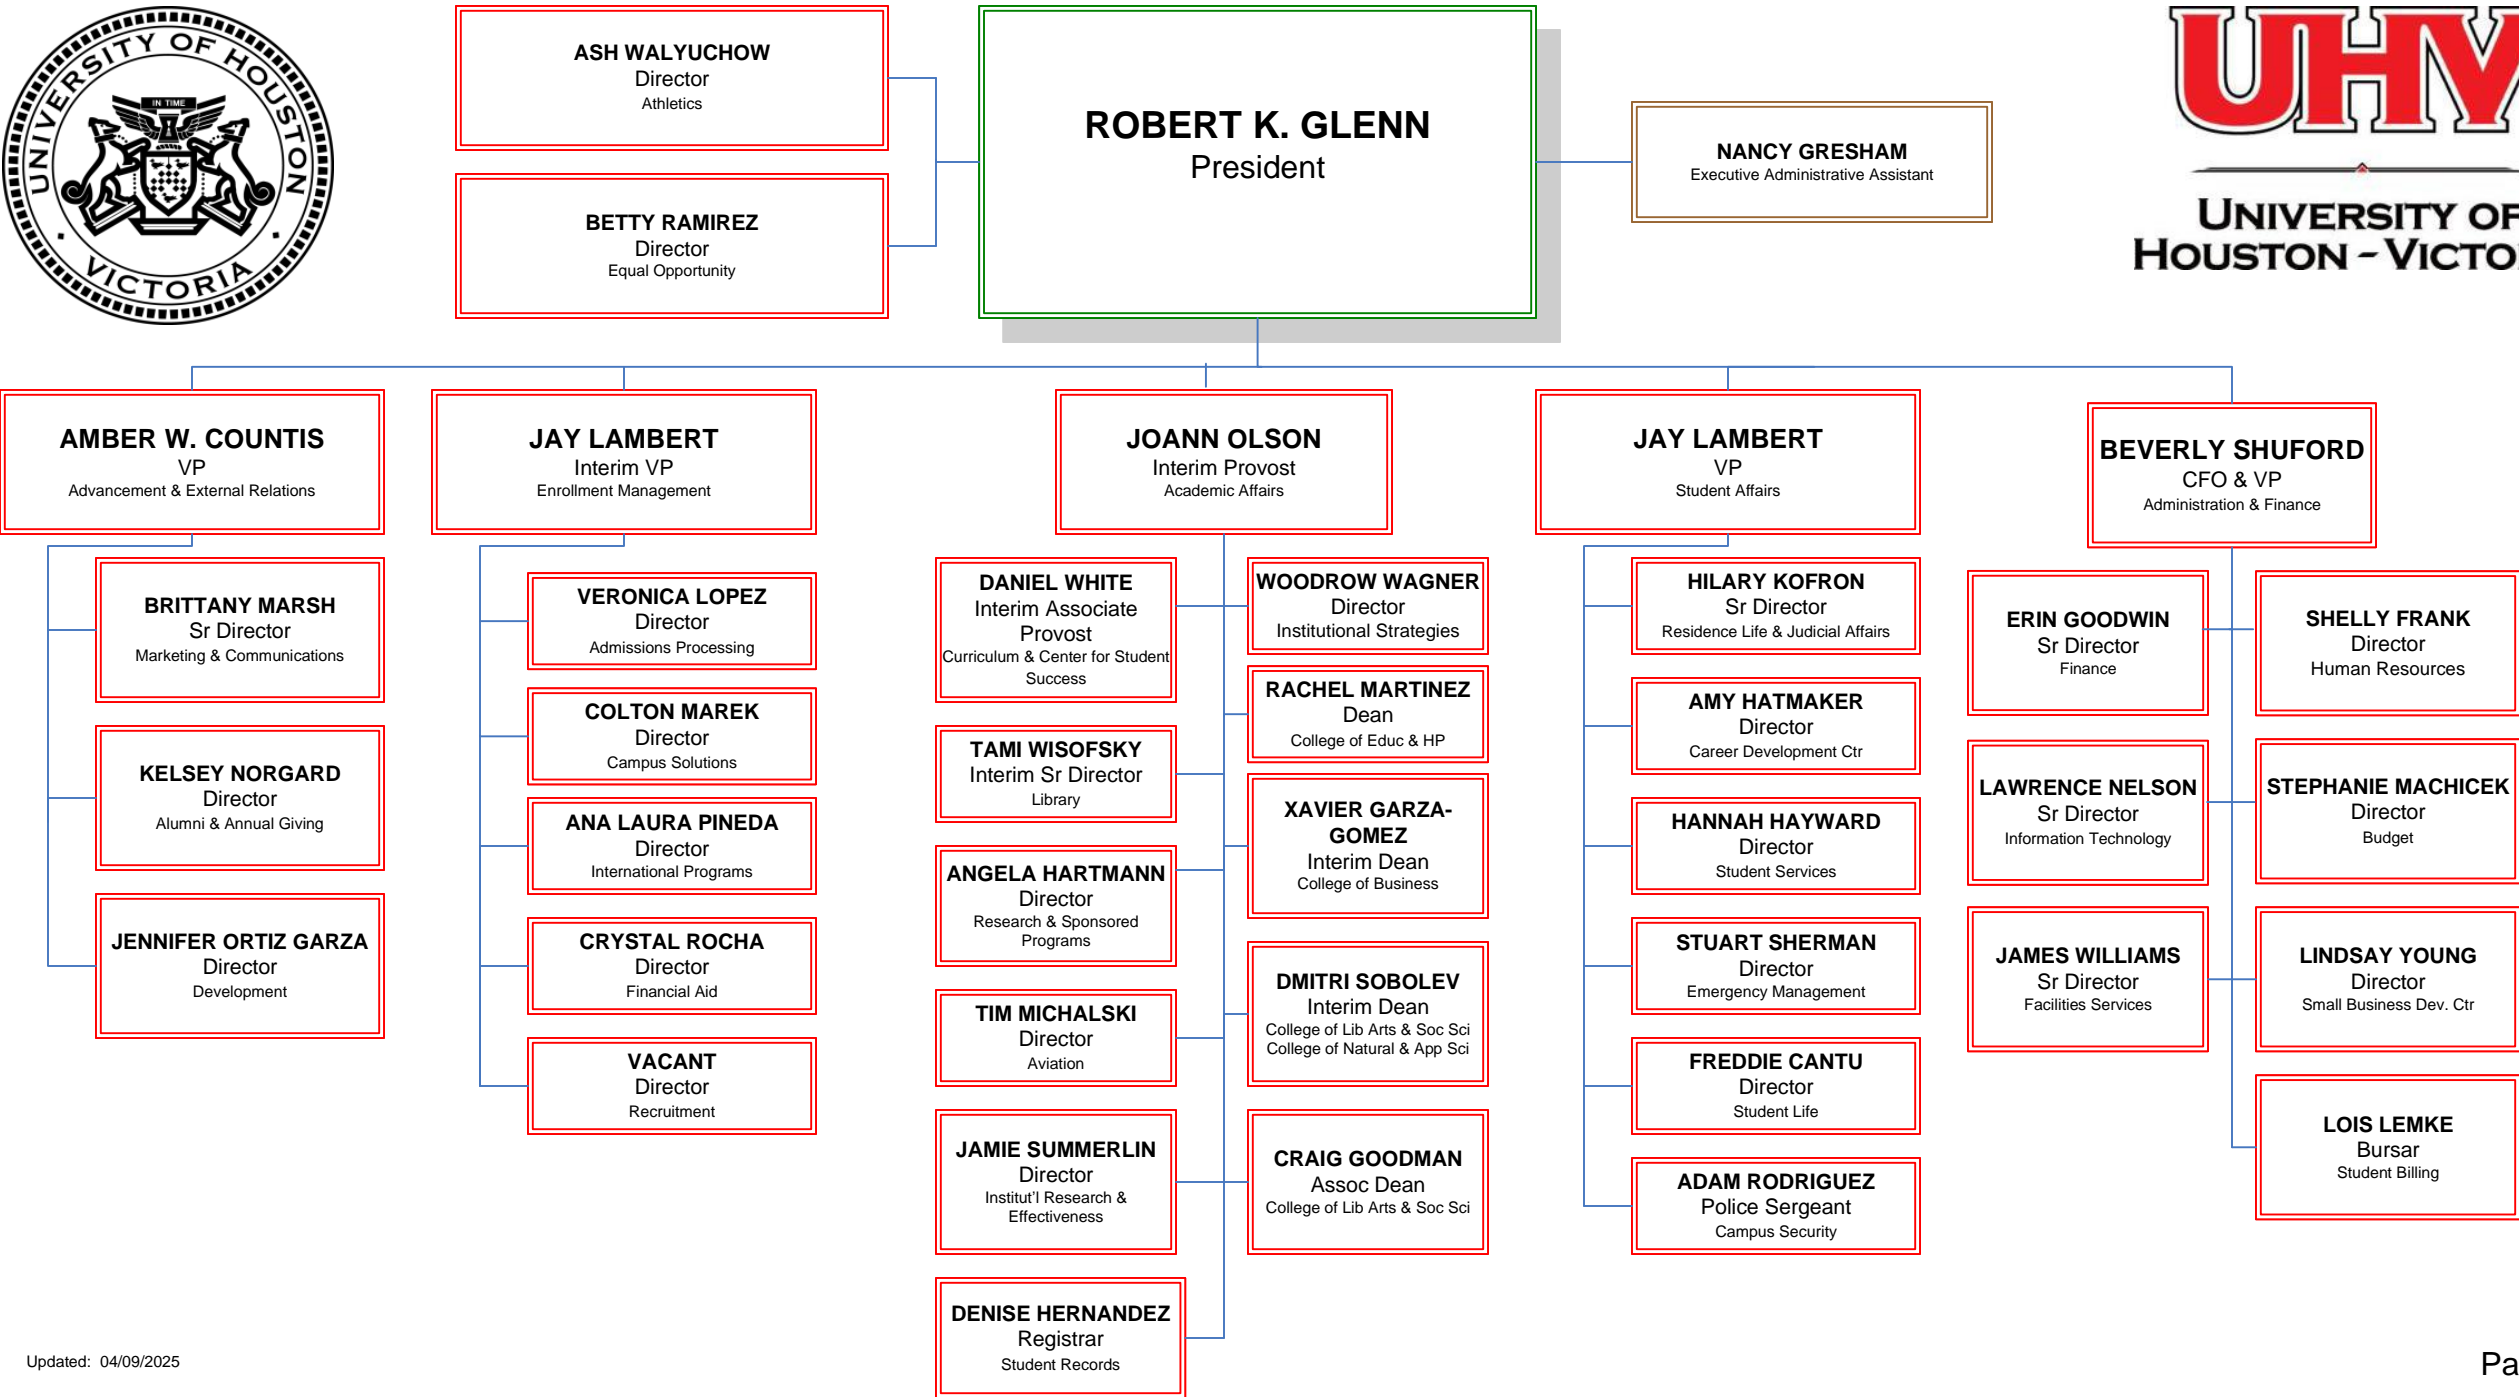 UNIVERSITY OF HOUSTON
VICTORIA
IN TIME
ASH WALYUCHOW
Director
Athletics
BETTY RAMIREZ
Director
Equal Opportunity
ROBERT K. GLENN
President
NANCY GRESHAM
Executive Administrative Assistant
UHV
UNIVERSITY OF
HOUSTON - VICTO
AMBER W. COUNTIS
VP
Advancement & External Relations
JAY LAMBERT
Interim VP
Enrollment Management
JOANN OLSON
Interim Provost
Academic Affairs
JAY LAMBERT
VP
Student Affairs
BEVERLY SHUFORD
CFO & VP
Administration & Finance
BRITTANY MARSH
Sr Director
Marketing & Communications
KELSEY NORGARD
Director
Alumni & Annual Giving
JENNIFER ORTIZ GARZA
Director
Development
VERONICA LOPEZ
Director
Admissions Processing
COLTON MAREK
Director
Campus Solutions
ANA LAURA PINEDA
Director
International Programs
CRYSTAL ROCHA
Director
Financial Aid
VACANT
Director
Recruitment
DANIEL WHITE
Interim Associate
Provost
Curriculum & Center for Student
Success
TAMI WISOFSKY
Interim Sr Director
Library
ANGELA HARTMANN
Director
Research & Sponsored
Programs
TIM MICHALSKI
Director
Aviation
JAMIE SUMMERLIN
Director
Institut'l Research &
Effectiveness
DENISE HERNANDEZ
Registrar
Student Records
WOODROW WAGNER
Director
Institutional Strategies
RACHEL MARTINEZ
Dean
College of Educ & HP
XAVIER GARZA-
GOMEZ
Interim Dean
College of Business
DMITRI SOBOLEV
Interim Dean
College of Lib Arts & Soc Sci
College of Natural & App Sci
CRAIG GOODMAN
Assoc Dean
College of Lib Arts & Soc Sci
HILARY KOFRON
Sr Director
Residence Life & Judicial Affairs
AMY HATMAKER
Director
Career Development Ctr
HANNAH HAYWARD
Director
Student Services
STUART SHERMAN
Director
Emergency Management
FREDDIE CANTU
Director
Student Life
ADAM RODRIGUEZ
Police Sergeant
Campus Security
ERIN GOODWIN
Sr Director
Finance
LAWRENCE NELSON
Sr Director
Information Technology
JAMES WILLIAMS
Sr Director
Facilities Services
SHELLY FRANK
Director
Human Resources
STEPHANIE MACHICEK
Director
Budget
LINDSAY YOUNG
Director
Small Business Dev. Ctr
LOIS LEMKE
Bursar
Student Billing
Updated: 04/09/2025
Pa